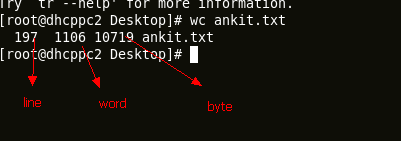 Try 'tr --help' for more information.
[root@dhcppc2 Desktop]# wc ankit.txt
197 1106 10719 ankit.txt
[root@dhcppc2 Desktop]#
line word byte